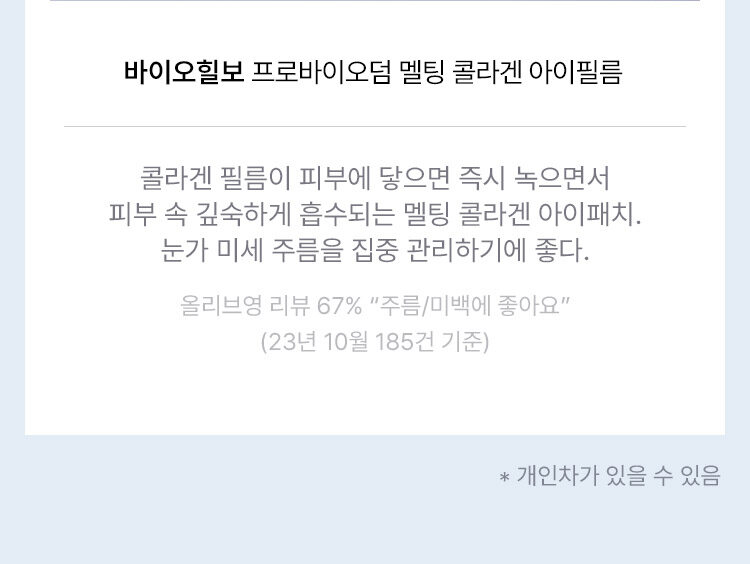 바이오힐보 프로바이오덤 멜팅 콜라겐 아이필름
콜라겐 필름이 피부에 닿으면 즉시 녹으면서
피부 속 깊숙하게 흡수되는 멜팅 콜라겐 아이패치.
눈가 미세 주름을 집중 관리하기에 좋다.
올리브영 리뷰 67% “주름/미백에 좋아요”
(23년 10월 185건 기준)
* 개인차가 있을 수 있음